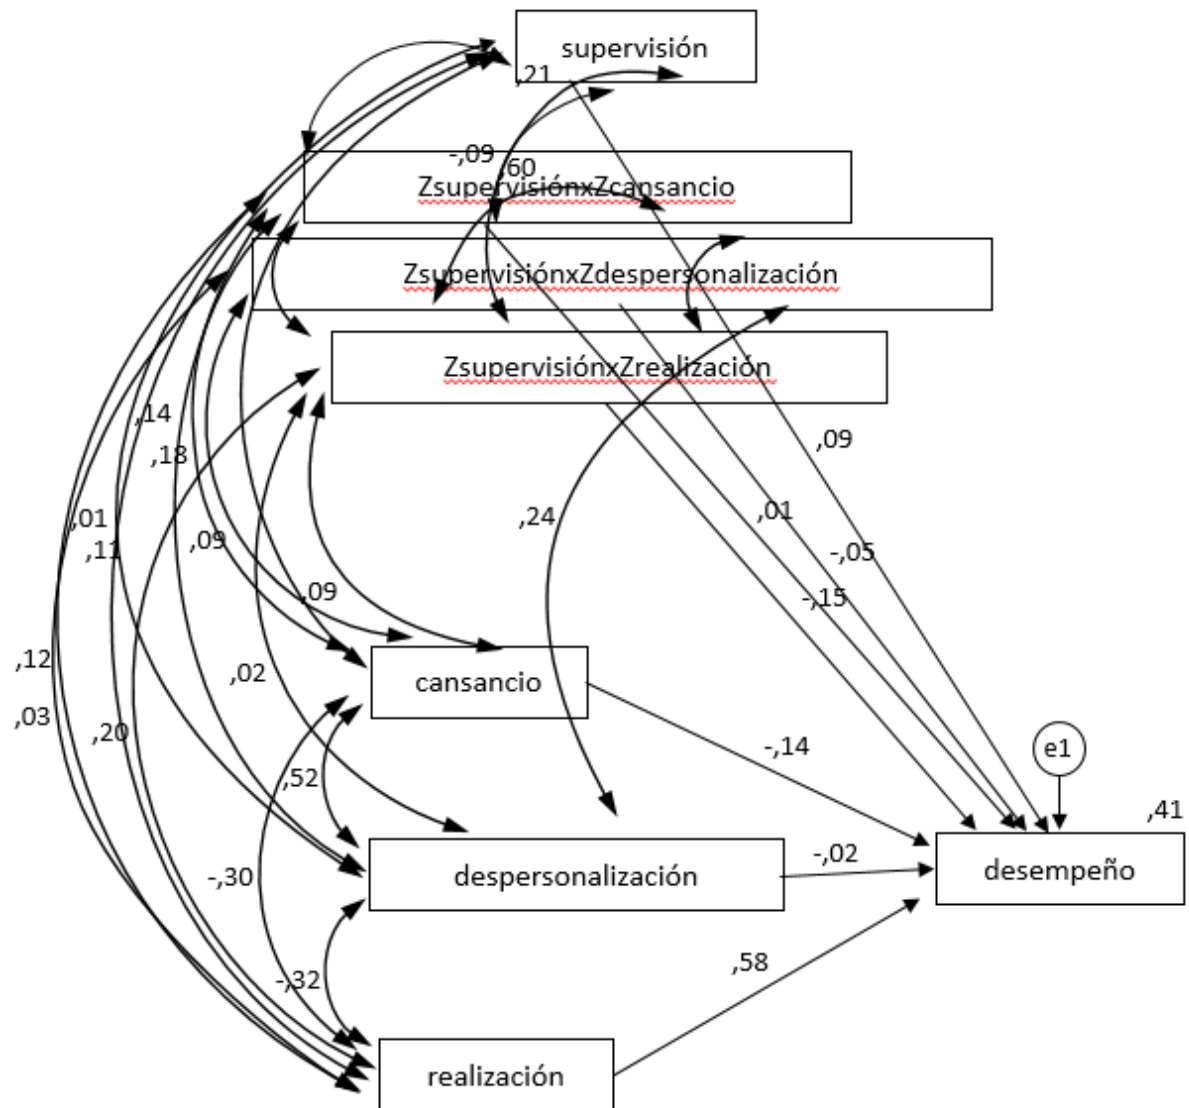 supervisión
,21
-,09
,60
ZsupervisiónxZcansancio
ZsupervisiónxZdespersonalización
ZsupervisiónxZrealización
,14
,09
,18
,01
,24
,01
,11
,09
-,05
,09
-,15
,12
,02
cansancio
,03
,20
-,14
e1
,52
,41
-,02
-,30
despersonalización
desempeño
,58
-,32
realización